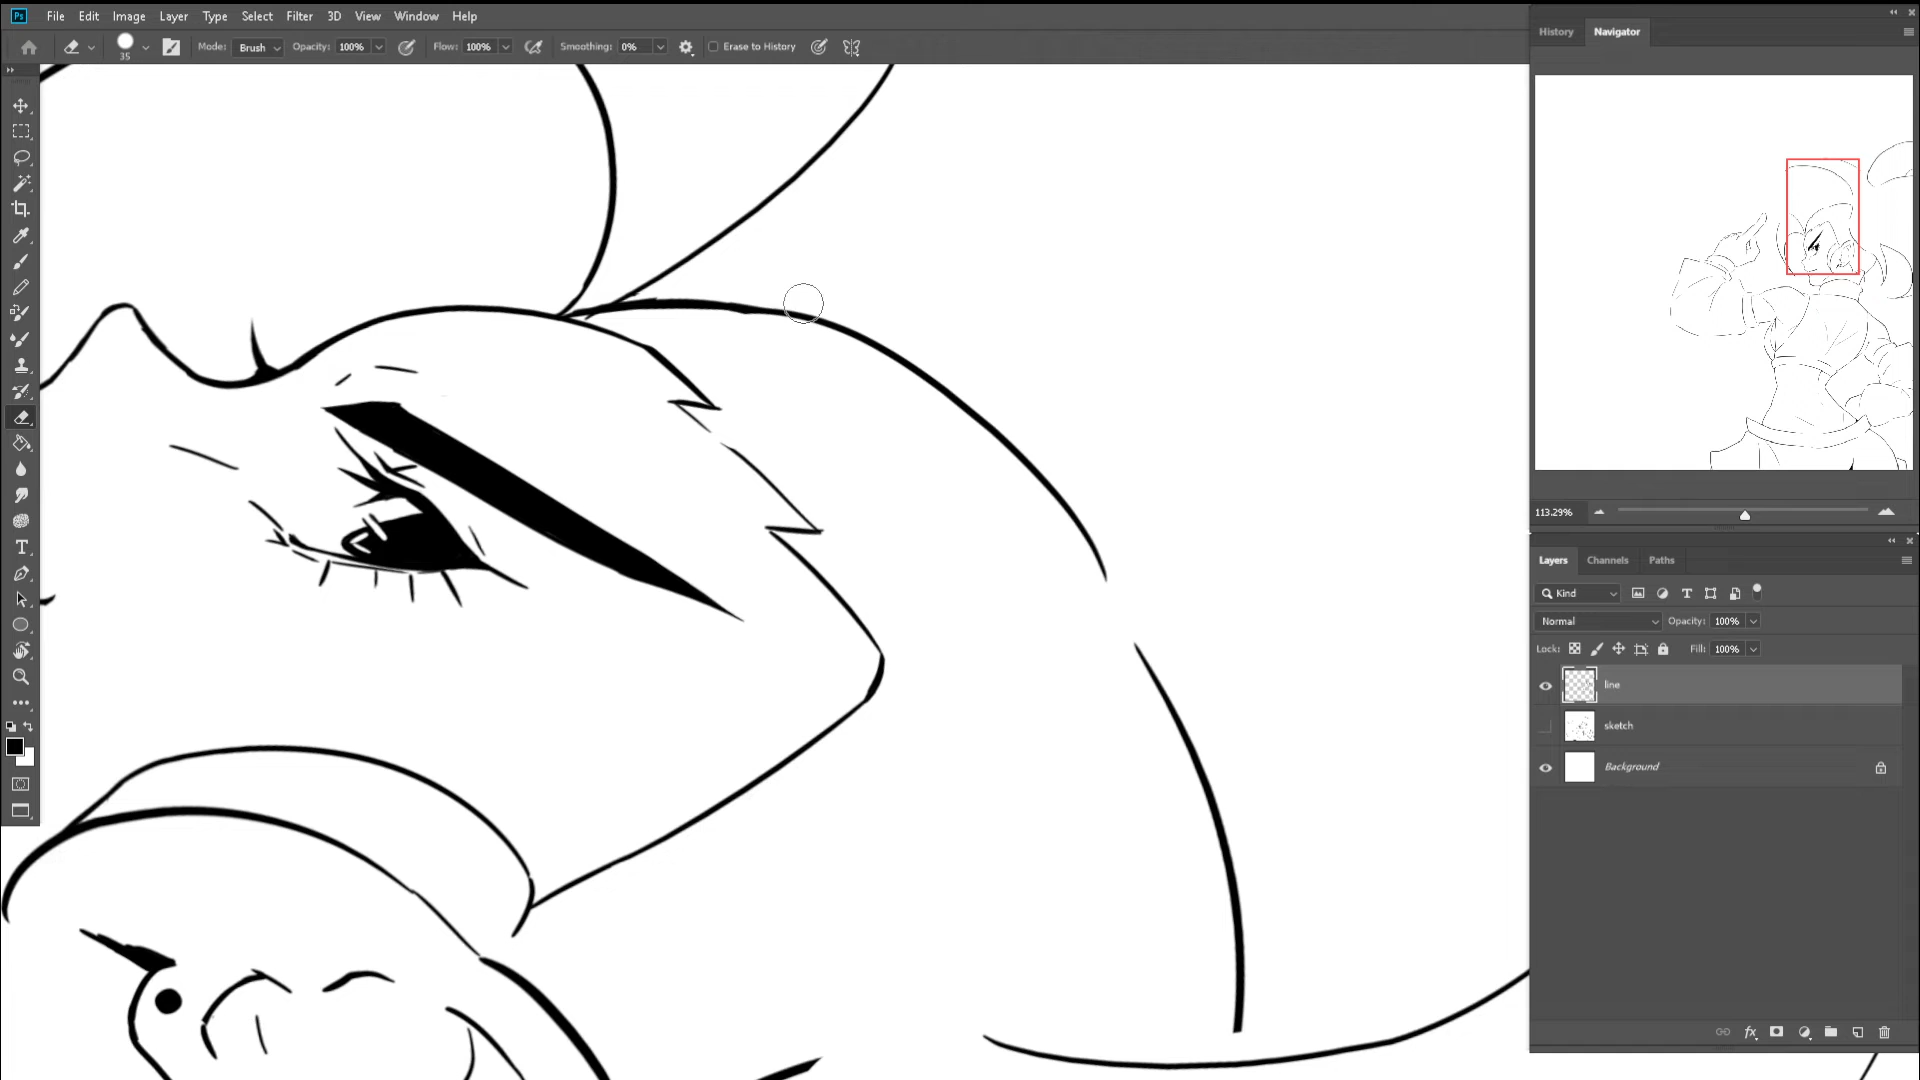 Ps File Edit Image Layer Type Select Filter 3D View Window Help
35 Mode: Brush Opacity: 100% Flow: 100% Smoothing: 0% Erase to History
History Navigator
113.29%
Layers Channels Paths
Kind
Normal Opacity: 100%
Lock: Fill: 100%
line
sketch
Background